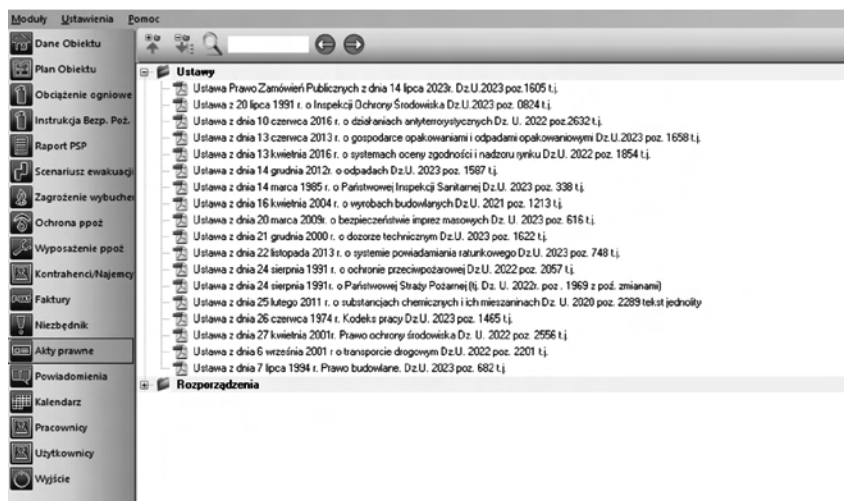 Moduły Ustawienia Pomoc
Dane Obiektu
Plan Obiektu
Obciążenie ogniowe
Instrukcja Bezp. Poż.
Raport PSP
Scenariusz ewakuacji
Zagrożenie wybuchem
Ochrona ppoż
Wyposażenie ppoż
Kontrahenci/Najemcy
Faktury
Niezbędnik
Akty prawne
Powiadomienia
Kalendarz
Pracownicy
Użytkownicy
Wyjście
Ustawy
Ustawa Prawo Zamówień Publicznych z dnia 14 lipca 2023r. Dz.U.2023 poz.1605 t.j.
Ustawa z 20 lipca 1991 r. o Inspekcji Ochrony Środowiska Dz.U.2023 poz. 0824 t.j.
Ustawa z dnia 10 czerwca 2016 r. o działaniach antyterrorystycznych Dz. U. 2022 poz.2632 t.j.
Ustawa z dnia 13 czerwca 2013 r. o gospodarce opakowaniami i odpadami opakowaniowymi Dz.U.2023 poz. 1658 t.j.
Ustawa z dnia 13 kwietnia 2016 r. o systemach oceny zgodności i nadzoru rynku Dz.U. 2022 poz. 1854 t.j.
Ustawa z dnia 14 grudnia 2012r. o odpadach Dz.U. 2023 poz. 1587 t.j.
Ustawa z dnia 14 marca 1985 r. o Państwowej Inspekcji Sanitarnej Dz.U. 2023 poz. 338 t.j.
Ustawa z dnia 16 kwietnia 2004 r. o wyrobach budowlanych Dz.U. 2021 poz. 1213 t.j.
Ustawa z dnia 20 marca 2009r. o bezpieczeństwie imprez masowych Dz. U. 2023 poz. 616 t.j.
Ustawa z dnia 21 grudnia 2000 r. o dozorze technicznym Dz.U. 2023 poz. 1622 t.j.
Ustawa z dnia 22 listopada 2013 r. o systemie powiadamiania ratunkowego Dz.U. 2023 poz. 748 t.j.
Ustawa z dnia 24 sierpnia 1991 r. o ochronie przeciwpożarowej Dz.U. 2022 poz. 2057 t.j.
Ustawa z dnia 24 sierpnia 1991r. o Państwowej Straży Pożarnej (tj. Dz. U. 2022r. poz . 1969 z poź. zmianami)
Ustawa z dnia 25 lutego 2011 r. o substancjach chemicznych i ich mieszaninach Dz. U. 2020 poz. 2289 tekst jednolity
Ustawa z dnia 26 czerwca 1974 r. Kodeks pracy Dz.U. 2023 poz. 1465 t.j.
Ustawa z dnia 27 kwietnia 2001r. Prawo ochrony środowiska Dz. U. 2022 poz. 2556 t.j.
Ustawa z dnia 6 września 2001 r o transporcie drogowym Dz.U. 2022 poz. 2201 t.j.
Ustawa z dnia 7 lipca 1994 r. Prawo budowlane. Dz.U. 2023 poz. 682 t.j.
Rozporządzenia